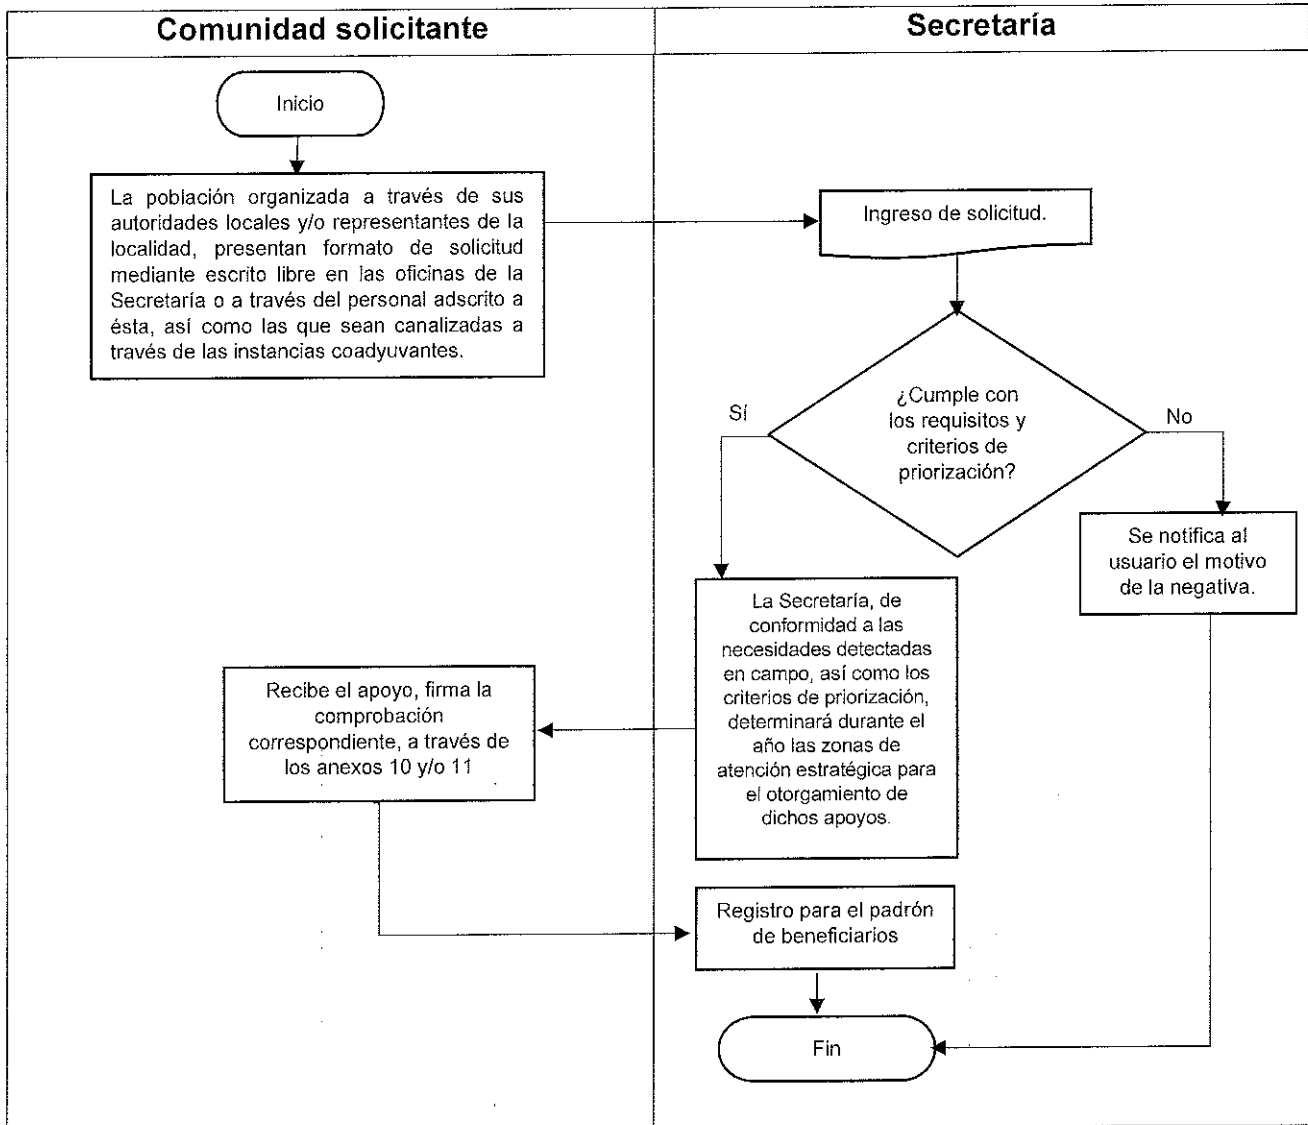 Comunidad solicitante
Secretaría
Inicio
La población organizada a través de sus
autoridades locales y/o representantes de la
localidad, presentan formato de solicitud
mediante escrito libre en las oficinas de la
Secretaría o a través del personal adscrito a
ésta, así como las que sean canalizadas a
través de las instancias coadyuvantes.
Ingreso de solicitud.
¿Cumple con
los requisitos y
criterios de
priorización?
Sí
No
Se notifica al
usuario el motivo
de la negativa.
La Secretaría, de
conformidad a las
necesidades detectadas
en campo, así como los
criterios de priorización,
determinará durante el
año las zonas de
atención estratégica para
el otorgamiento de
dichos apoyos.
Recibe el apoyo, firma la
comprobación
correspondiente, a través de
los anexos 10 y/o 11
Registro para el padrón
de beneficiarios
Fin